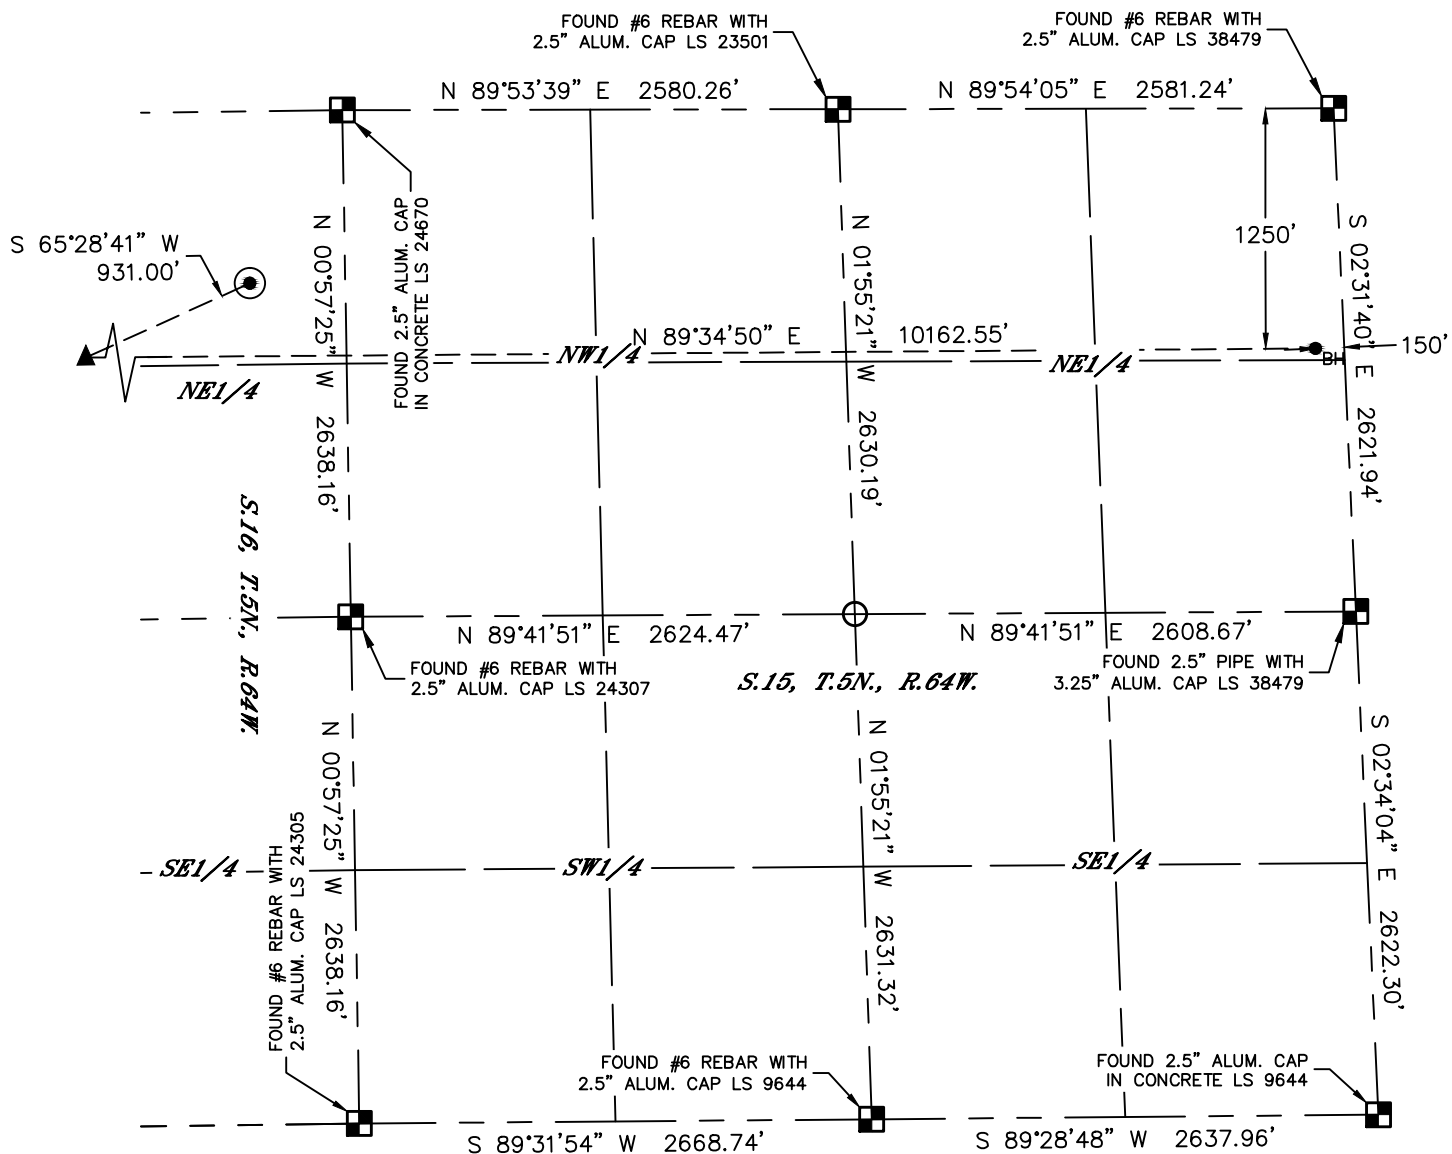 FOUND #6 REBAR WITH
2.5" ALUM. CAP LS 23501
FOUND #6 REBAR WITH
2.5" ALUM. CAP LS 38479
N 89°53'39" E 2580.26'
N 89°54'05" E 2581.24'
FOUND 2.5" ALUM. CAP
IN CONCRETE LS 24670
S 65°28'41" W
931.00'
N 00°57'25" W 2638.16'
N 01°55'21" W 2630.19'
S 02°31'40" E 2621.94'
1250'
N 89°34'50" E 10162.55'
150'
BH
NE1/4
NW1/4
NE1/4
S.16, T.5N., R.64W.
N 89°41'51" E 2624.47'
N 89°41'51" E 2608.67'
FOUND #6 REBAR WITH
2.5" ALUM. CAP LS 24307
S.15, T.5N., R.64W.
FOUND 2.5" PIPE WITH
3.25" ALUM. CAP LS 38479
N 00°57'25" W 2638.16'
N 01°55'21" W 2631.32'
S 02°34'04" E 2622.30'
SE1/4
SW1/4
SE1/4
FOUND #6 REBAR WITH
2.5" ALUM. CAP LS 24305
FOUND #6 REBAR WITH
2.5" ALUM. CAP LS 9644
FOUND 2.5" ALUM. CAP
IN CONCRETE LS 9644
S 89°31'54" W 2668.74'
S 89°28'48" W 2637.96'